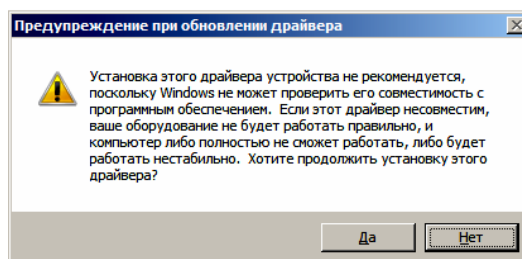 Предупреждение при обновлении драйвера
Установка этого драйвера устройства не рекомендуется,
поскольку Windows не может проверить его совместимость с
программным обеспечением. Если этот драйвер несовместим,
ваше оборудование не будет работать правильно, и
компьютер либо полностью не сможет работать, либо будет
работать нестабильно. Хотите продолжить установку этого
драйвера?
Да
Нет